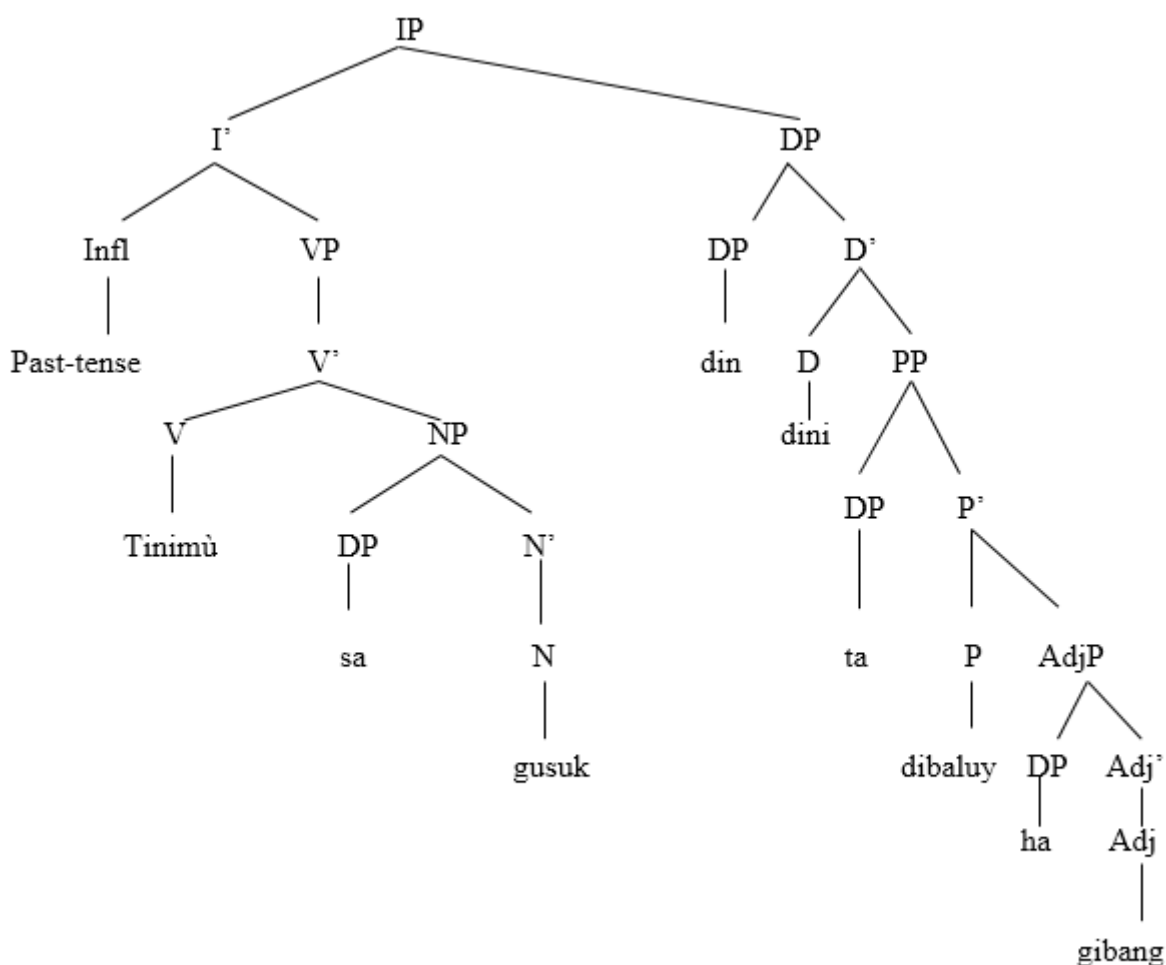 IP
I’ DP
Infl VP DP D’
Past-tense V’ din D PP
V NP dini
Tinimù DP N’ DP P’
sa N ta P AdjP
gusuk dibaluy DP Adj’
ha Adj
gibang